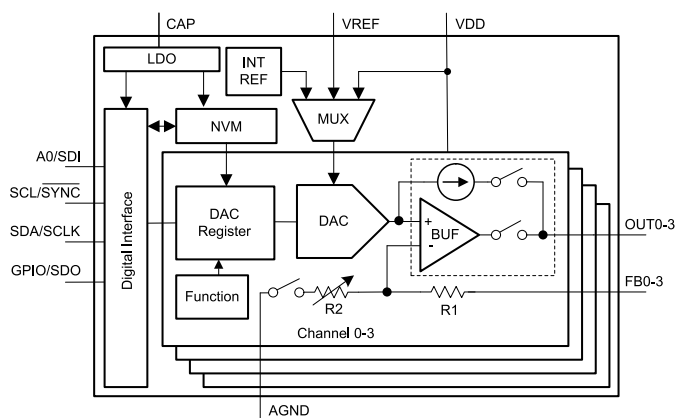 CAP
VREF
VDD
LDO
INT
REF
MUX
NVM
A0/SDI
SCL/SYNC
SDA/SCLK
GPIO/SDO
Digital Interface
DAC
Register
DAC
+
BUF
-
OUT0-3
Function
R2
R1
FB0-3
Channel 0-3
AGND